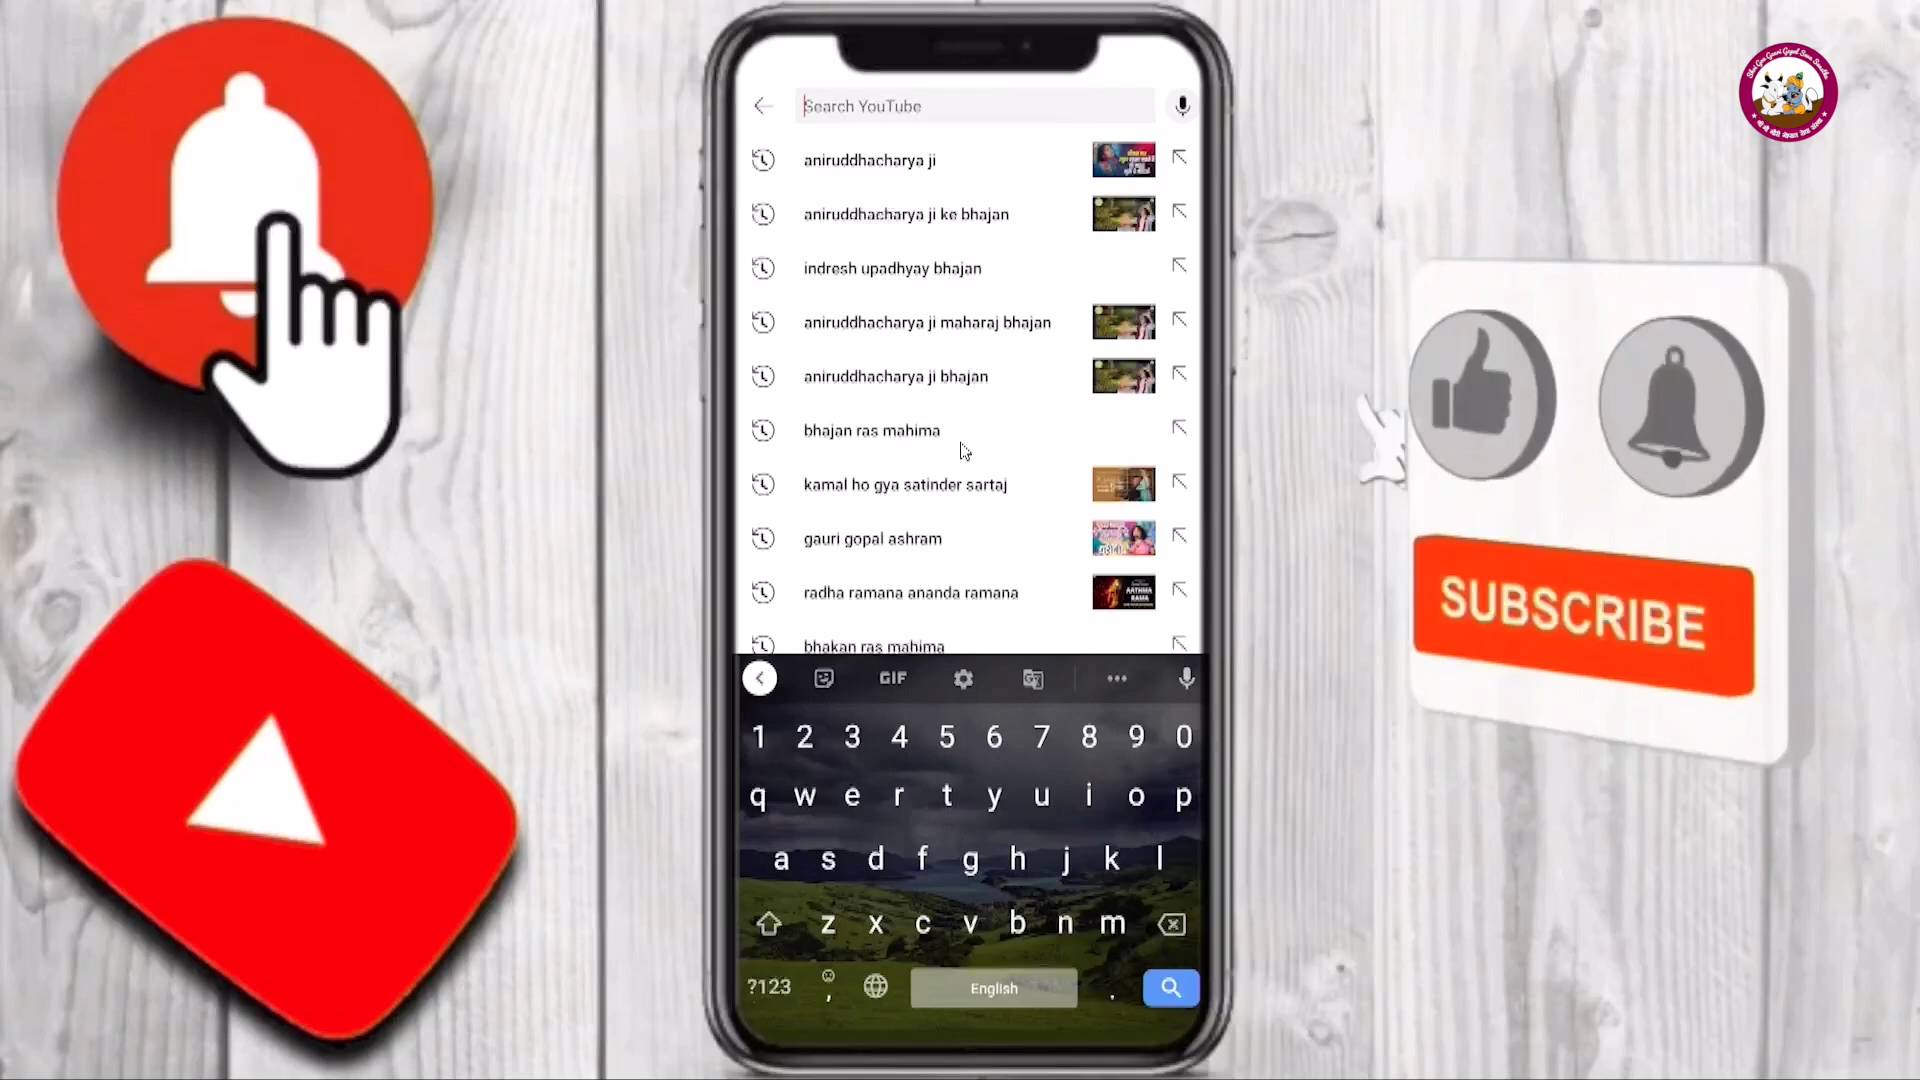 Search YouTube
aniruddhacharya ji
aniruddhacharya ji ke bhajan
indresh upadhyay bhajan
aniruddhacharya ji maharaj bhajan
aniruddhacharya ji bhajan
bhajan ras mahima
kamal ho gya satinder sartaj
gauri gopal ashram
radha ramana ananda ramana
bhakan ras mahima
GIF
1 2 3 4 5 6 7 8 9 0
q w e r t y u i o p
a s d f g h j k l
z x c v b n m
?123 , English .
SUBSCRIBE